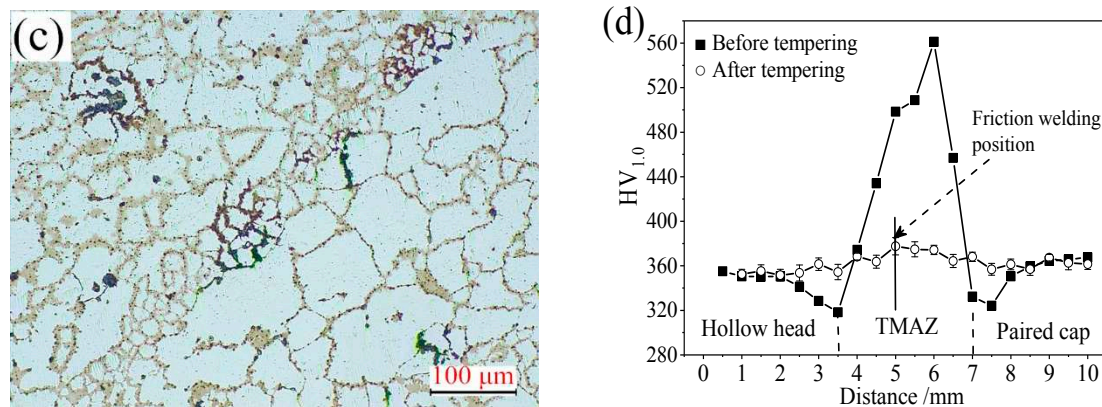 (c)
100 μm
(d)
560
520
480
440
400
360
320
280
HV1.0
Before tempering
After tempering
Friction welding
position
Hollow head
TMAZ
Paired cap
0 1 2 3 4 5 6 7 8 9 10
Distance /mm